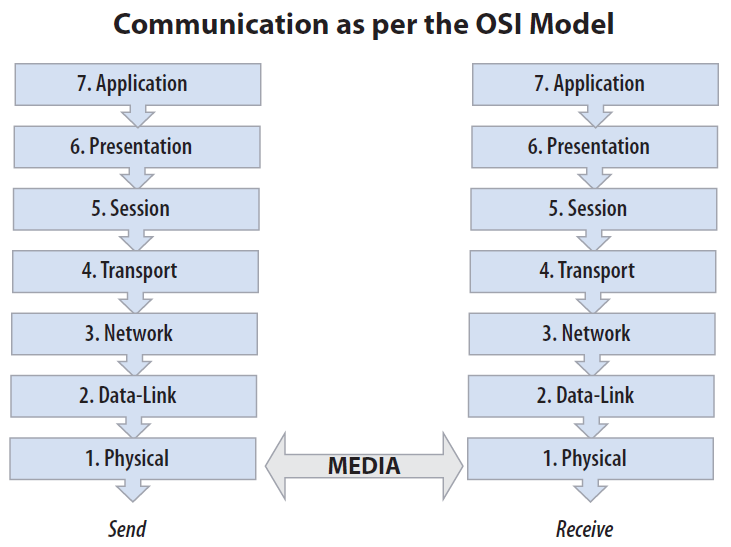 Communication as per the OSI Model
7. Application
6. Presentation
5. Session
4. Transport
3. Network
2. Data-Link
1. Physical
Send
MEDIA
7. Application
6. Presentation
5. Session
4. Transport
3. Network
2. Data-Link
1. Physical
Receive